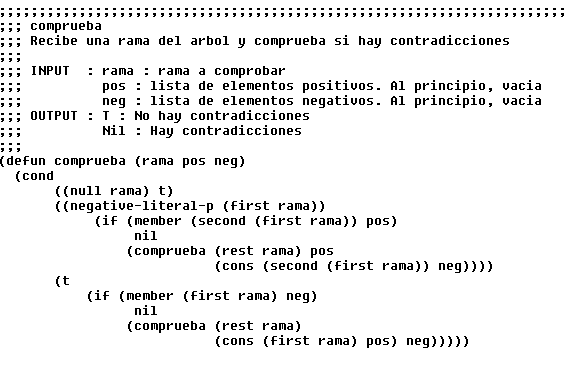 ;;;;;;;;;;;;;;;;;;;;;;;;;;;;;;;;;;;;;;;;;;;;;;;;;;;;;;;;;;;;;;;;;;;;;;;
;;; comprueba
;;; Recibe una rama del arbol y comprueba si hay contradicciones
;;;
;;; INPUT  : rama : rama a comprobar
;;;          pos : lista de elementos positivos. Al principio, vacia
;;;          neg : lista de elementos negativos. Al principio, vacia
;;; OUTPUT : T : No hay contradicciones
;;;          Nil : Hay contradicciones
;;;
(defun comprueba (rama pos neg)
  (cond
       ((null rama) t)
       ((negative-literal-p (first rama))
            (if (member (second (first rama)) pos)
                 nil
                (comprueba (rest rama) pos
                           (cons (second (first rama)) neg))))
       (t
           (if (member (first rama) neg)
                 nil
                (comprueba (rest rama)
                           (cons (first rama) pos) neg)))))